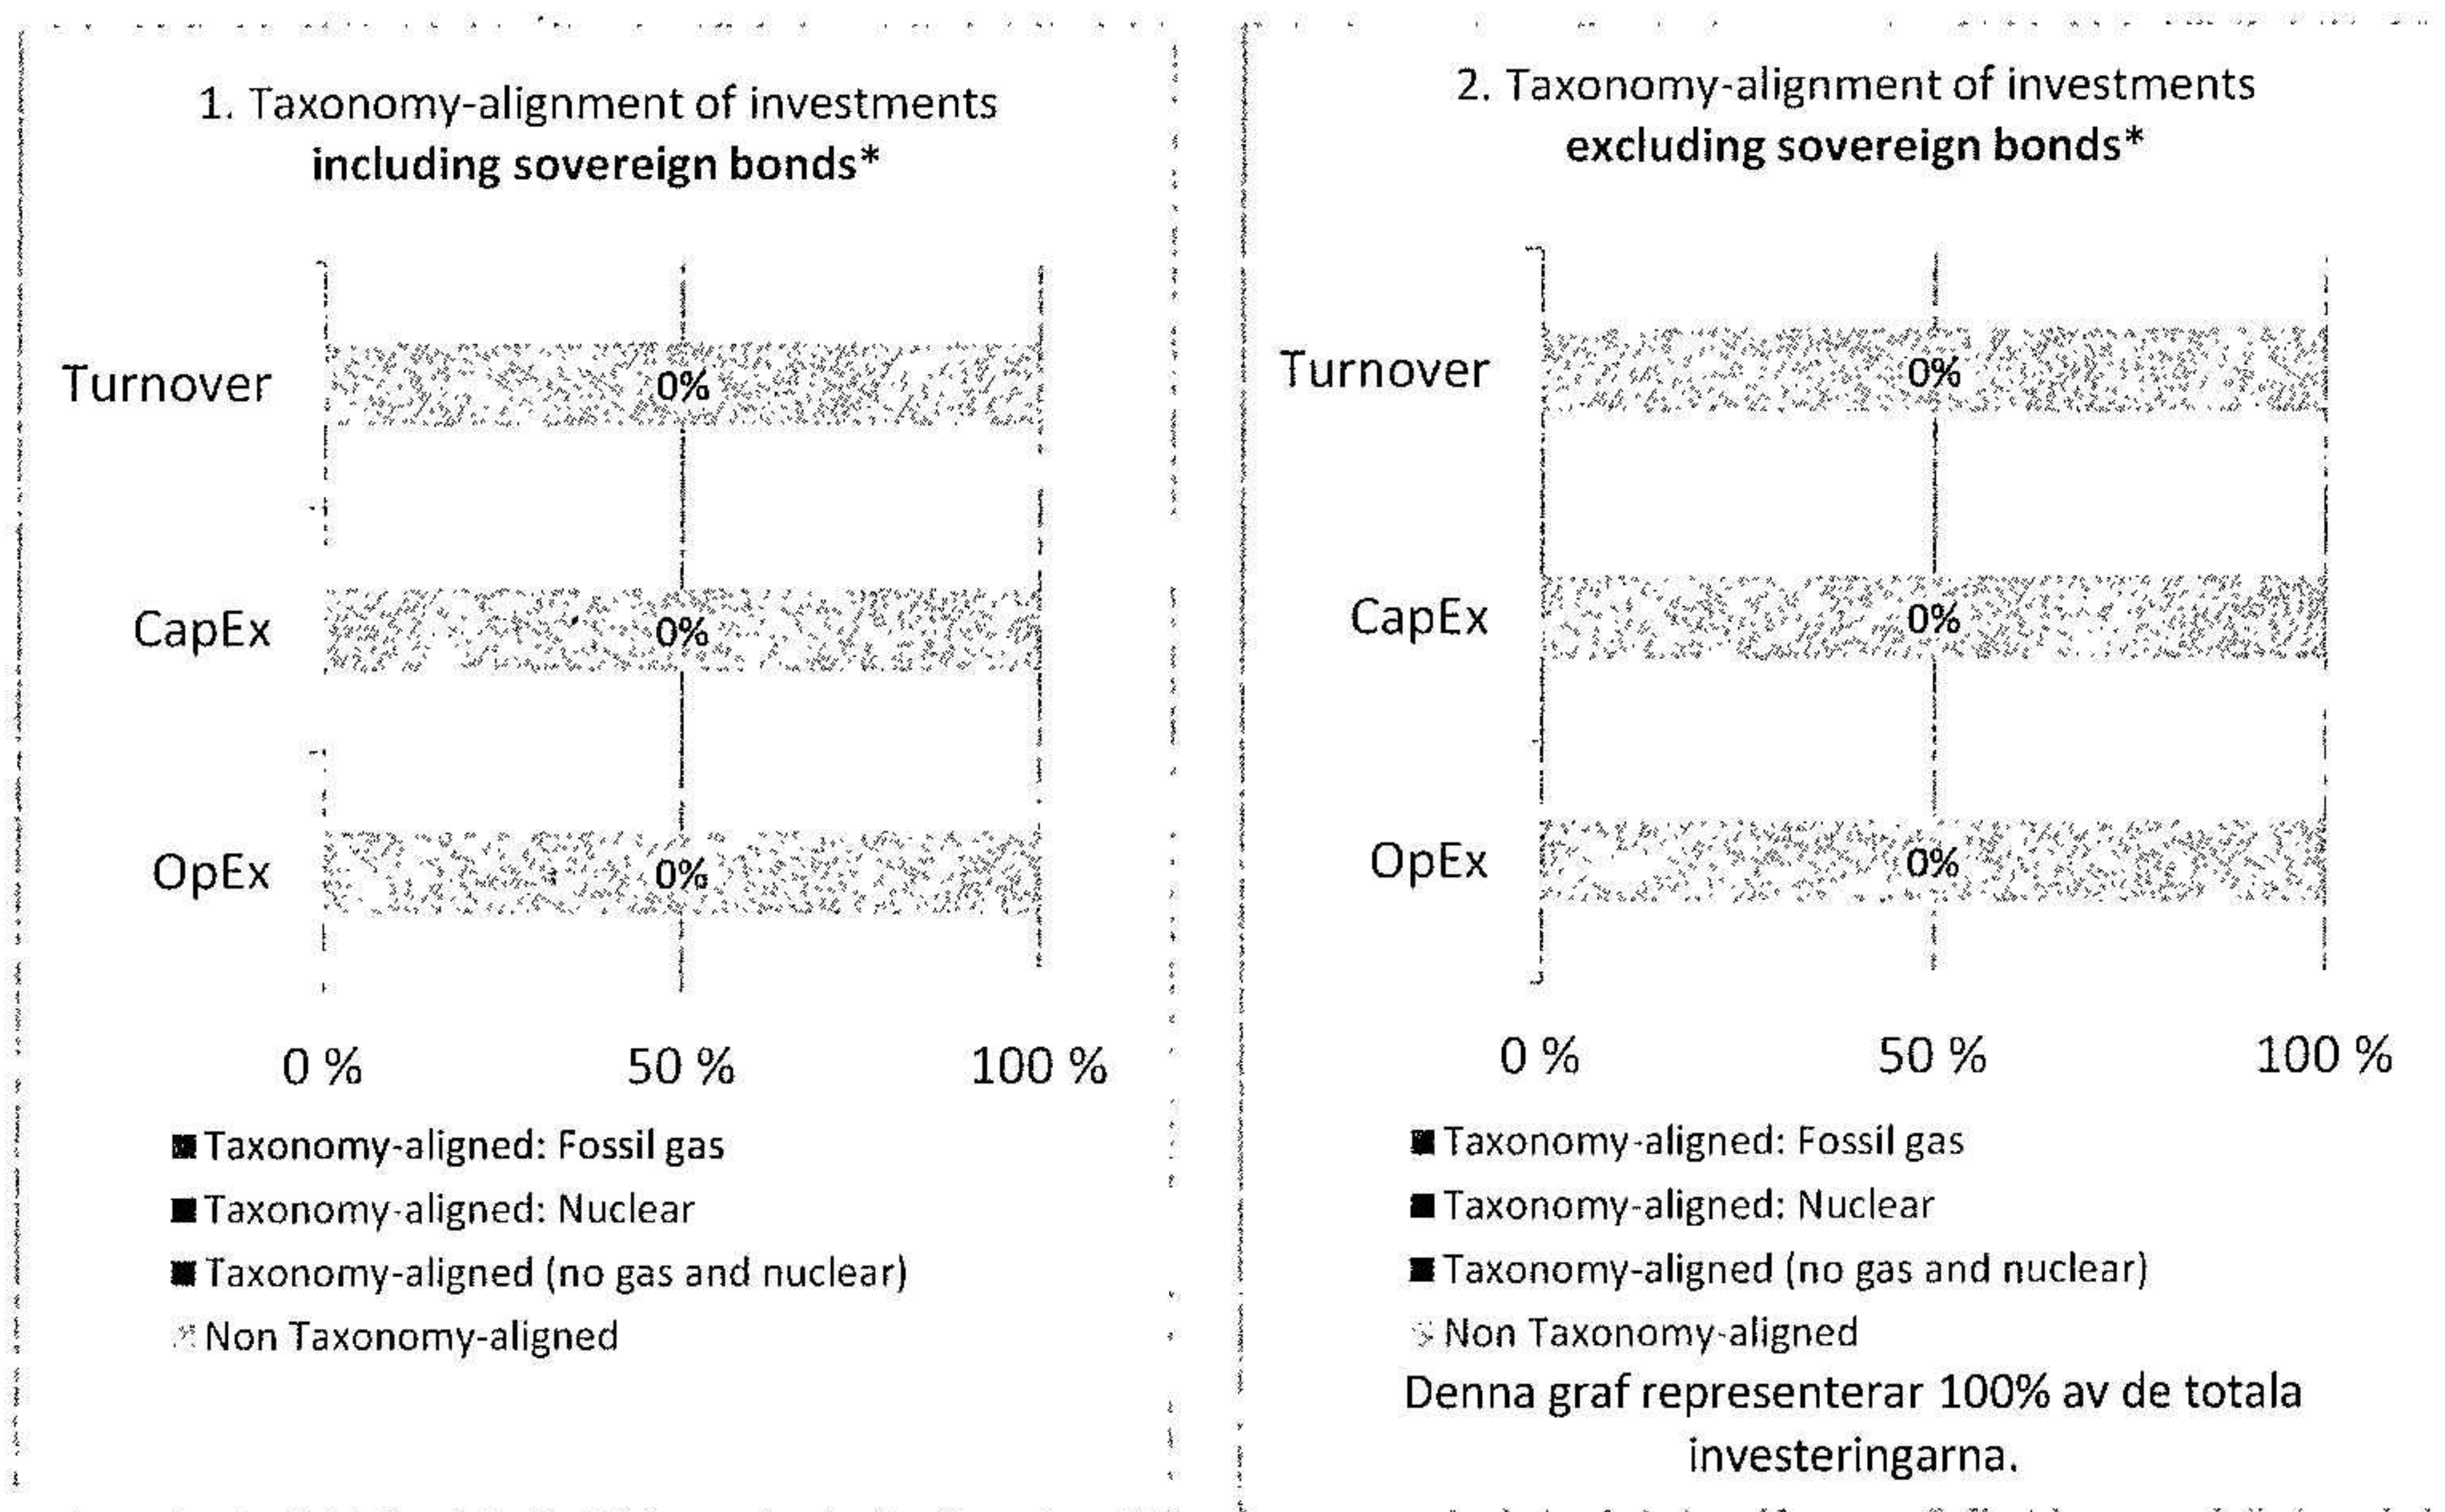 1. Taxonomy-alignment of investments
including sovereign bonds*
Turnover
0%
CapEx
0%
OpEx
0%
0 %
50 %
100 %
Taxonomy-aligned: Fossil gas
Taxonomy-aligned: Nuclear
Taxonomy-aligned (no gas and nuclear)
Non Taxonomy-aligned
2. Taxonomy-alignment of investments
excluding sovereign bonds*
Turnover
0%
CapEx
0%
OpEx
0%
0 %
50 %
100 %
Taxonomy-aligned: Fossil gas
Taxonomy-aligned: Nuclear
Taxonomy-aligned (no gas and nuclear)
Non Taxonomy-aligned
Denna graf representerar 100% av de totala
investeringarna.